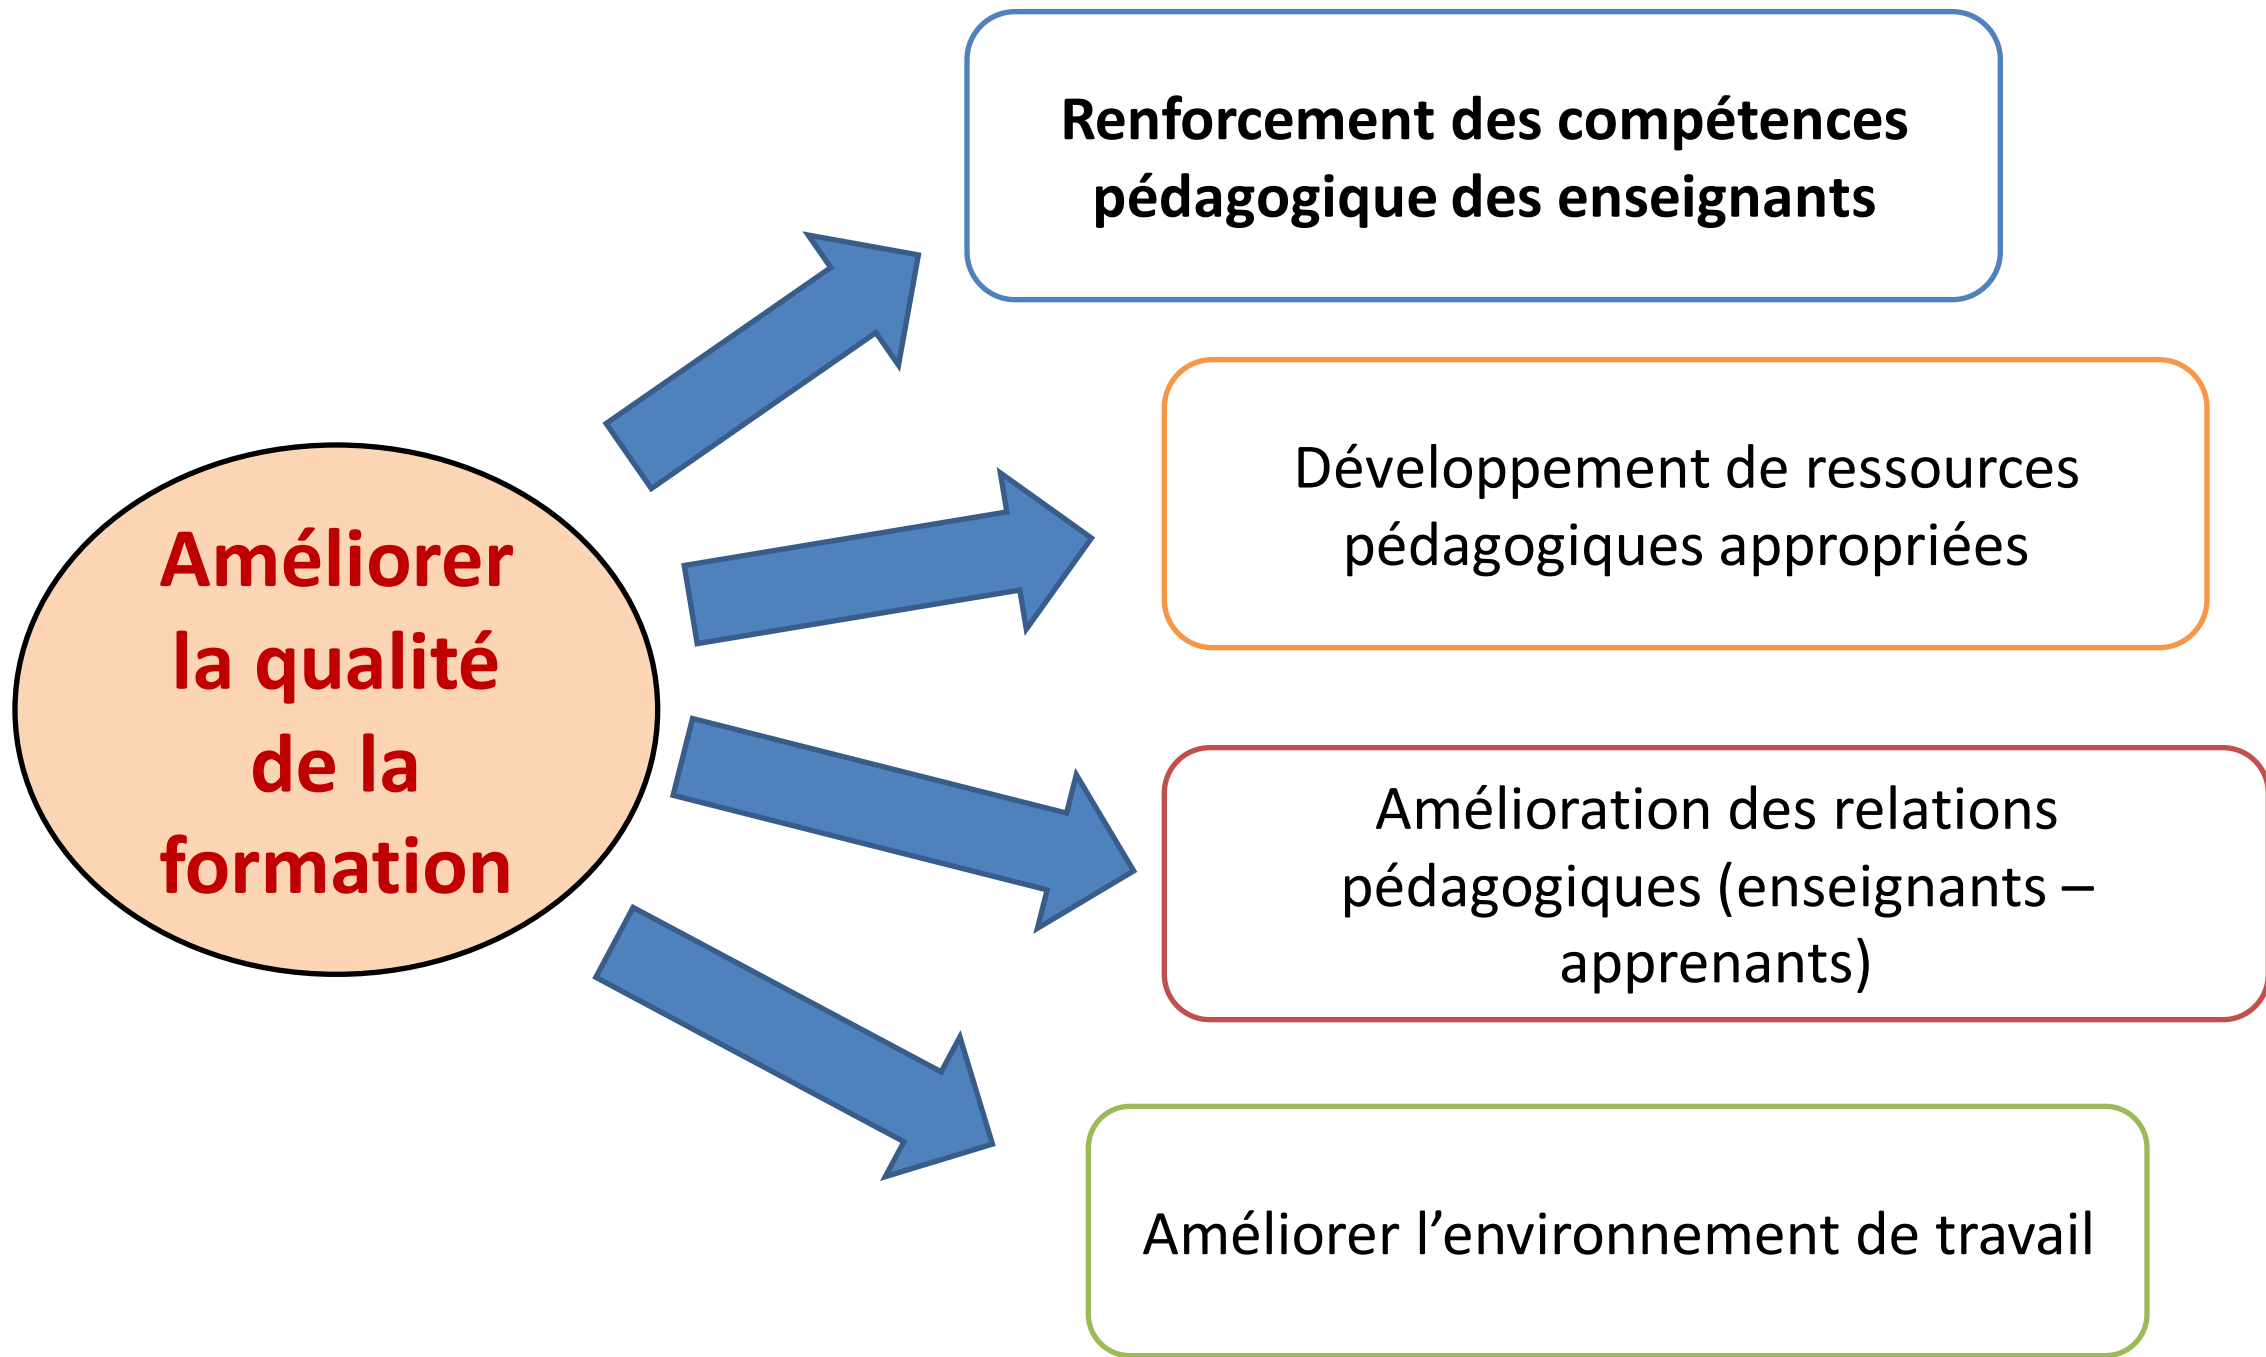 Renforcement des compétences
pédagogique des enseignants
Développement de ressources
pédagogiques appropriées
Améliorer
la qualité
de la
formation
Amélioration des relations
pédagogiques (enseignants –
apprenants)
Améliorer l’environnement de travail